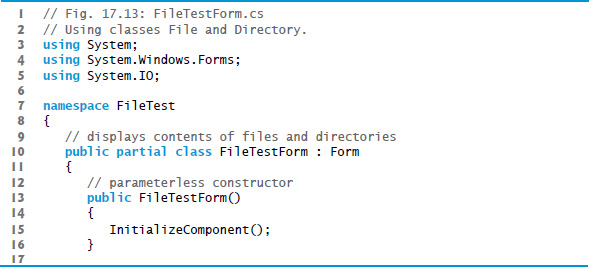 1 // Fig. 17.13: FileTestForm.cs
2 // Using classes File and Directory.
3 using System;
4 using System.Windows.Forms;
5 using System.IO;
6
7 namespace FileTest
8 {
9 // displays contents of files and directories
10 public partial class FileTestForm : Form
11 {
12 // parameterless constructor
13 public FileTestForm()
14 {
15 InitializeComponent();
16 }
17